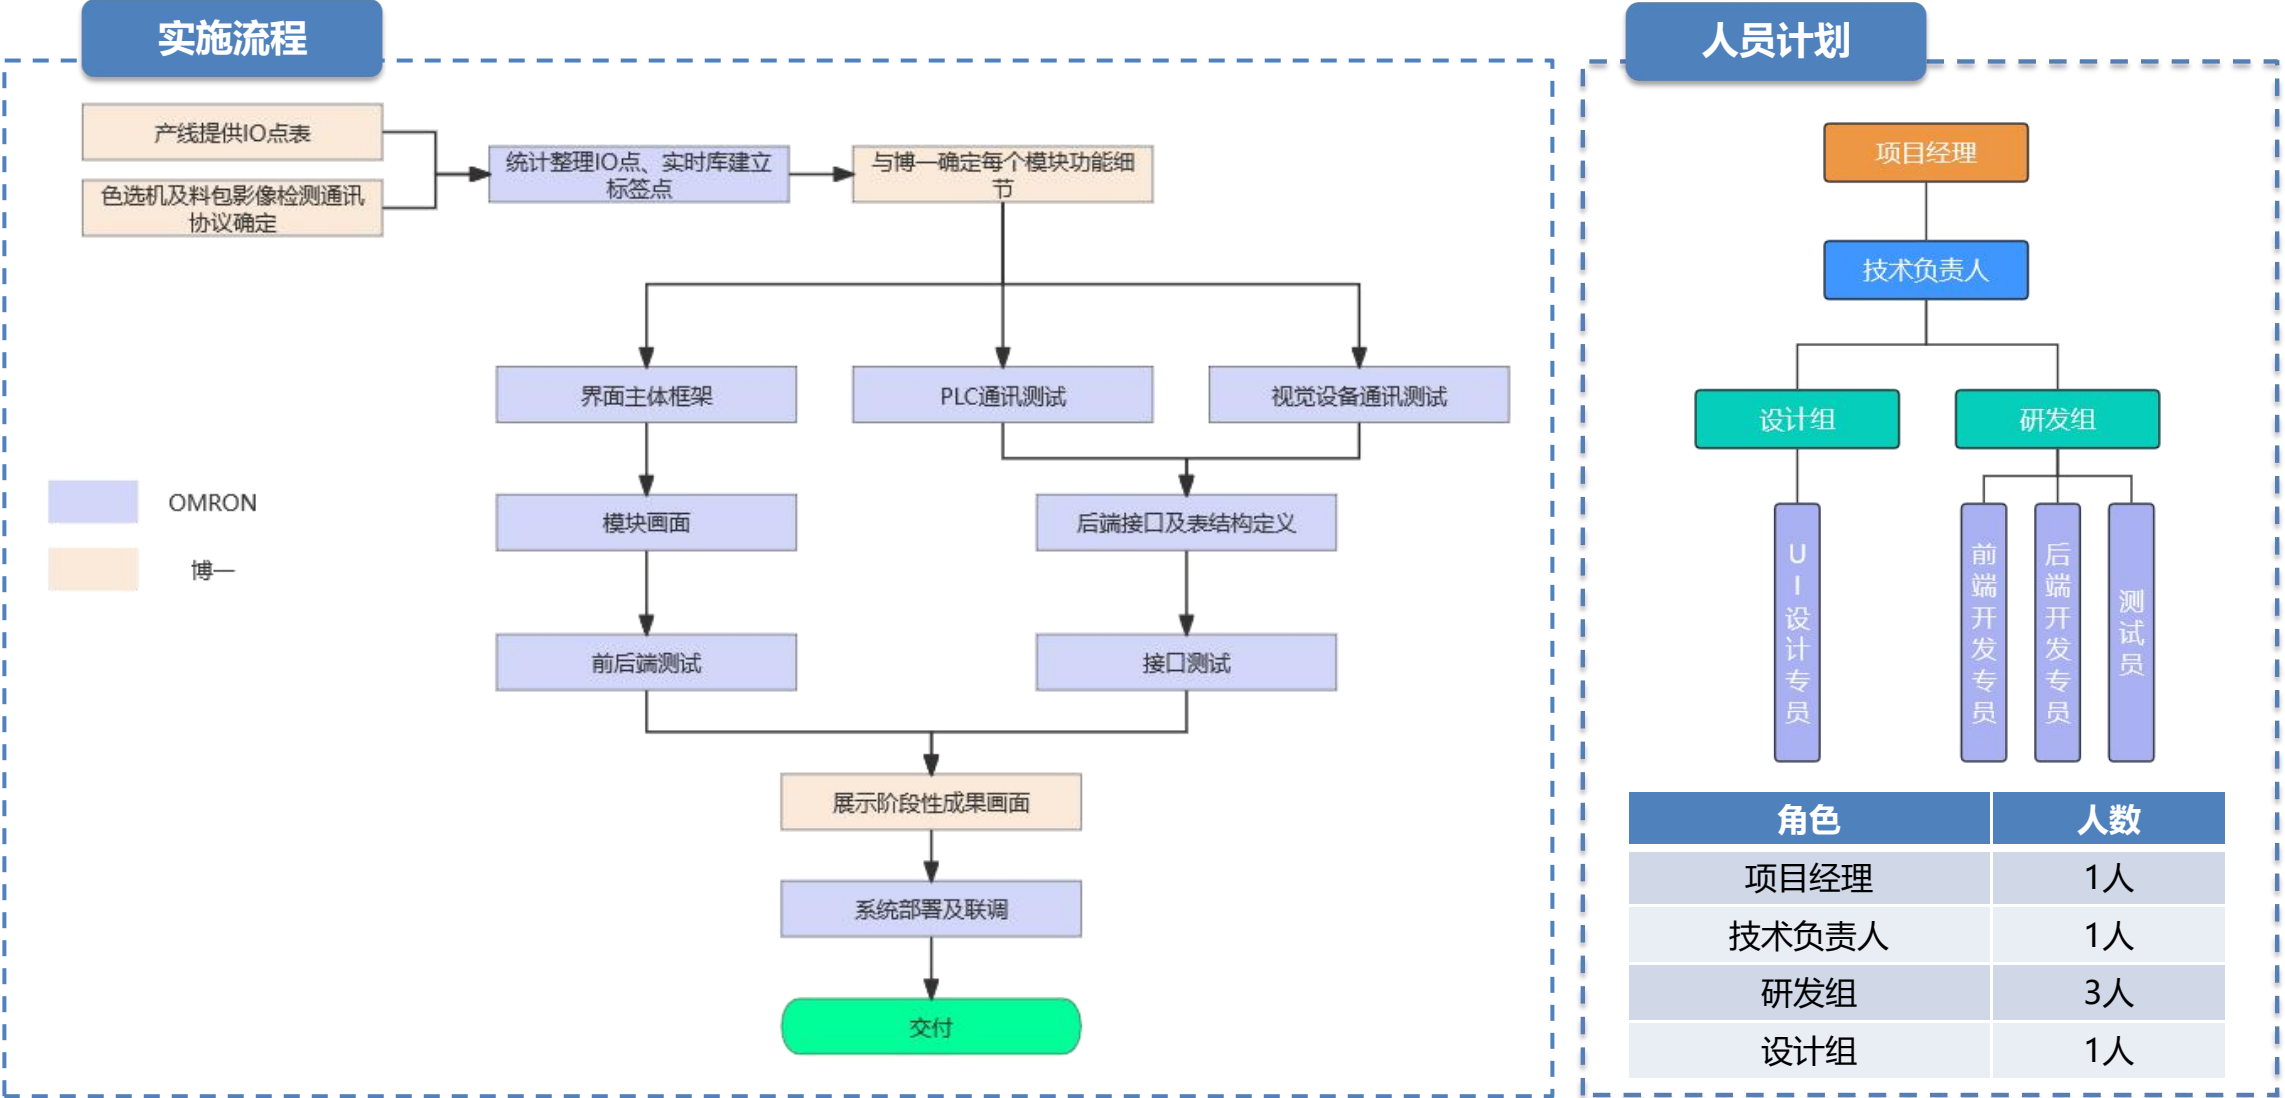 实施流程
产线提供IO点表
色选机及料包影像检测通讯
协议确定
统计整理IO点、实时库建立
标签点
与博一确定每个模块功能细
节
界面主体框架
PLC通讯测试
视觉设备通讯测试
OMRON
博一
模块画面
后端接口及表结构定义
前后端测试
接口测试
展示阶段性成果画面
系统部署及联调
交付
人员计划
项目经理
技术负责人
设计组
研发组
UI设计专员
前端开发专员
后端开发专员
测试员
角色 人数
项目经理 1人
技术负责人 1人
研发组 3人
设计组 1人